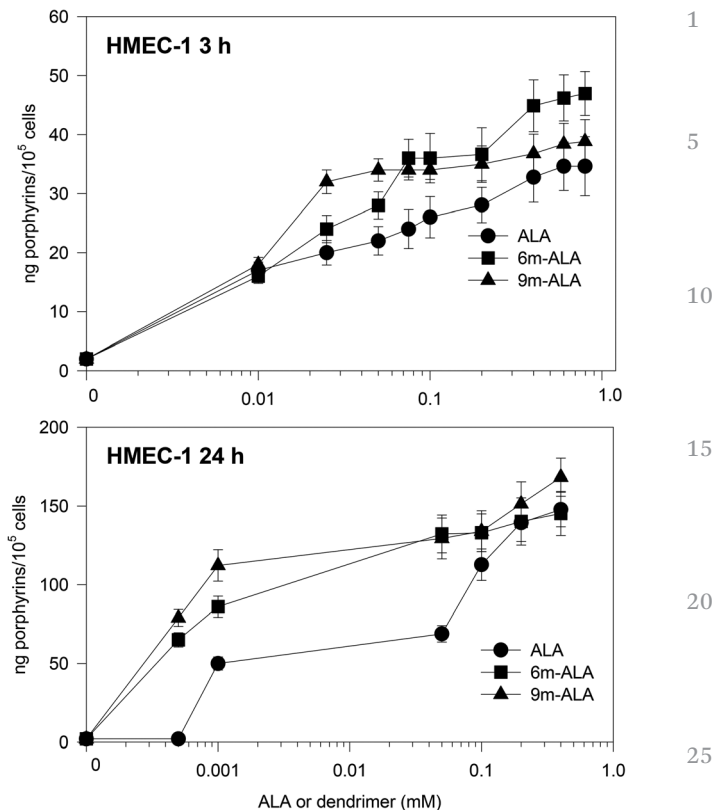 HMEC-1 3 h
ng porphyrins/10⁵ cells
60
50
40
30
20
10
0
0
0.01
0.1
1.0
ALA
6m-ALA
9m-ALA
HMEC-1 24 h
ng porphyrins/10⁵ cells
200
150
100
50
0
0
0.001
0.01
0.1
1.0
ALA
6m-ALA
9m-ALA
ALA or dendrimer (mM)
1
5
10
15
20
25